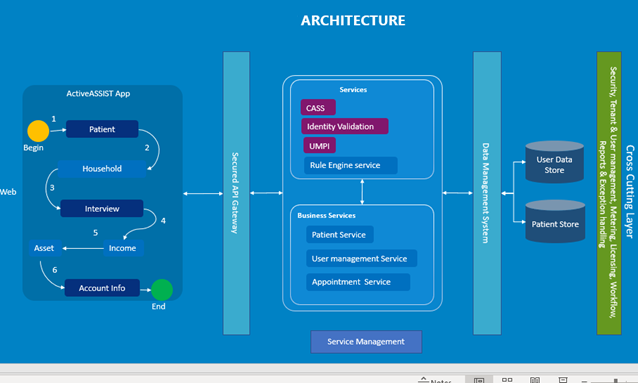 ARCHITECTURE
ActiveASSIST App
1
Patient
Begin
2
Household
3
Interview
4
5
Asset
Income
6
Account Info
End
Web
Secured API Gateway
Services
CASS
Identity Validation
UMPI
Rule Engine service
Business Services
Patient Service
User management Service
Appointment Service
Service Management
Data Management System
User Data
Store
Patient Store
Security, Tenant & User management, Metering, Licensing, Workflow,
Reports & Exception handling
Cross Cutting Layer